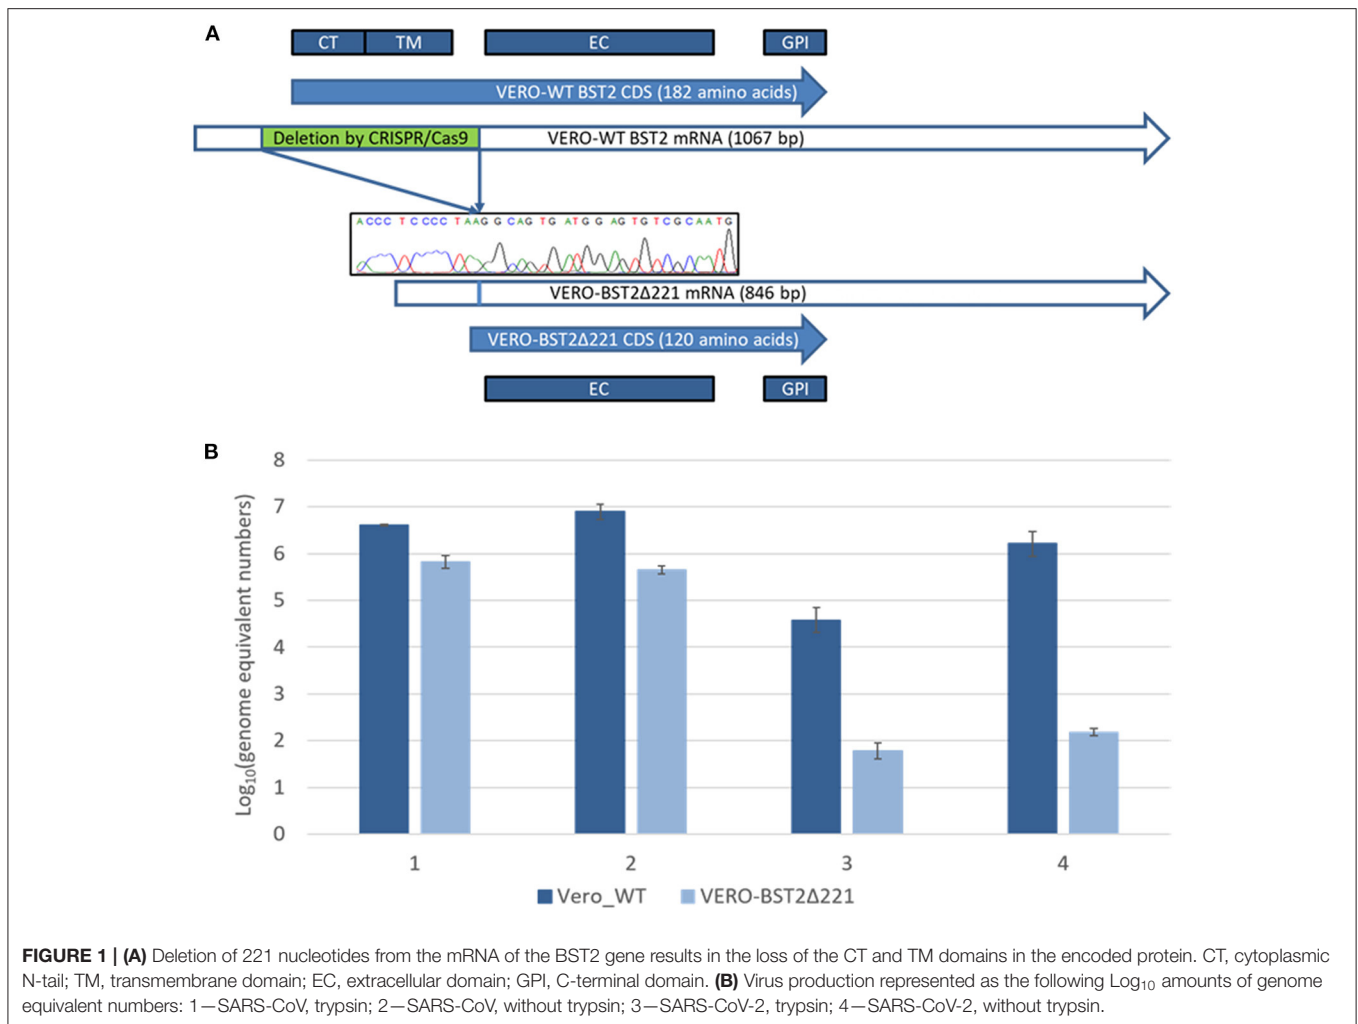 A
CT TM EC GPI
VERO-WT BST2 CDS (182 amino acids)
Deletion by CRISPR/Cas9 VERO-WT BST2 mRNA (1067 bp)
ACCC T C CCC T AAG G C AG T G A TG G A G T G T C G C A A T G
VERO-BST2Δ221 mRNA (846 bp)
VERO-BST2Δ221 CDS (120 amino acids)
EC GPI
B
Log10(genome equivalent numbers)
8
7
6
5
4
3
2
1
0
1 2 3 4
Vero_WT VERO-BST2Δ221
FIGURE 1 | (A) Deletion of 221 nucleotides from the mRNA of the BST2 gene results in the loss of the CT and TM domains in the encoded protein. CT, cytoplasmic
N-tail; TM, transmembrane domain; EC, extracellular domain; GPI, C-terminal domain. (B) Virus production represented as the following Log10 amounts of genome
equivalent numbers: 1—SARS-CoV, trypsin; 2—SARS-CoV, without trypsin; 3—SARS-CoV-2, trypsin; 4—SARS-CoV-2, without trypsin.